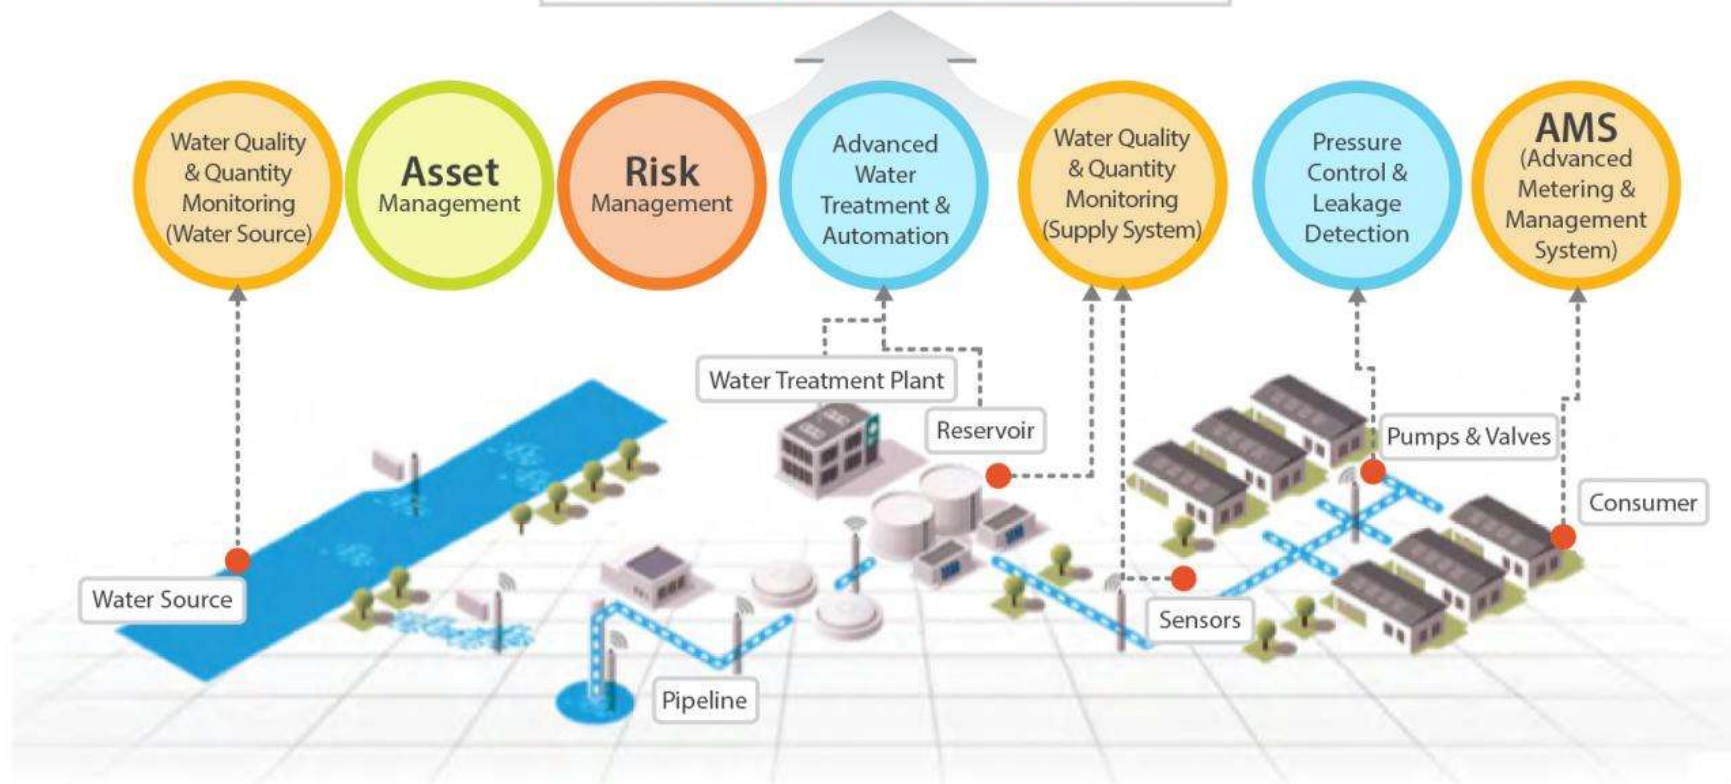 Water Quality
& Quantity
Monitoring
(Water Source)
Asset
Management
Risk
Management
Advanced
Water
Treatment &
Automation
Water Quality
& Quantity
Monitoring
(Supply System)
Pressure
Control &
Leakage
Detection
AMS
(Advanced
Metering &
Management
System)
Water Treatment Plant
Reservoir
Pumps & Valves
Consumer
Water Source
Sensors
Pipeline